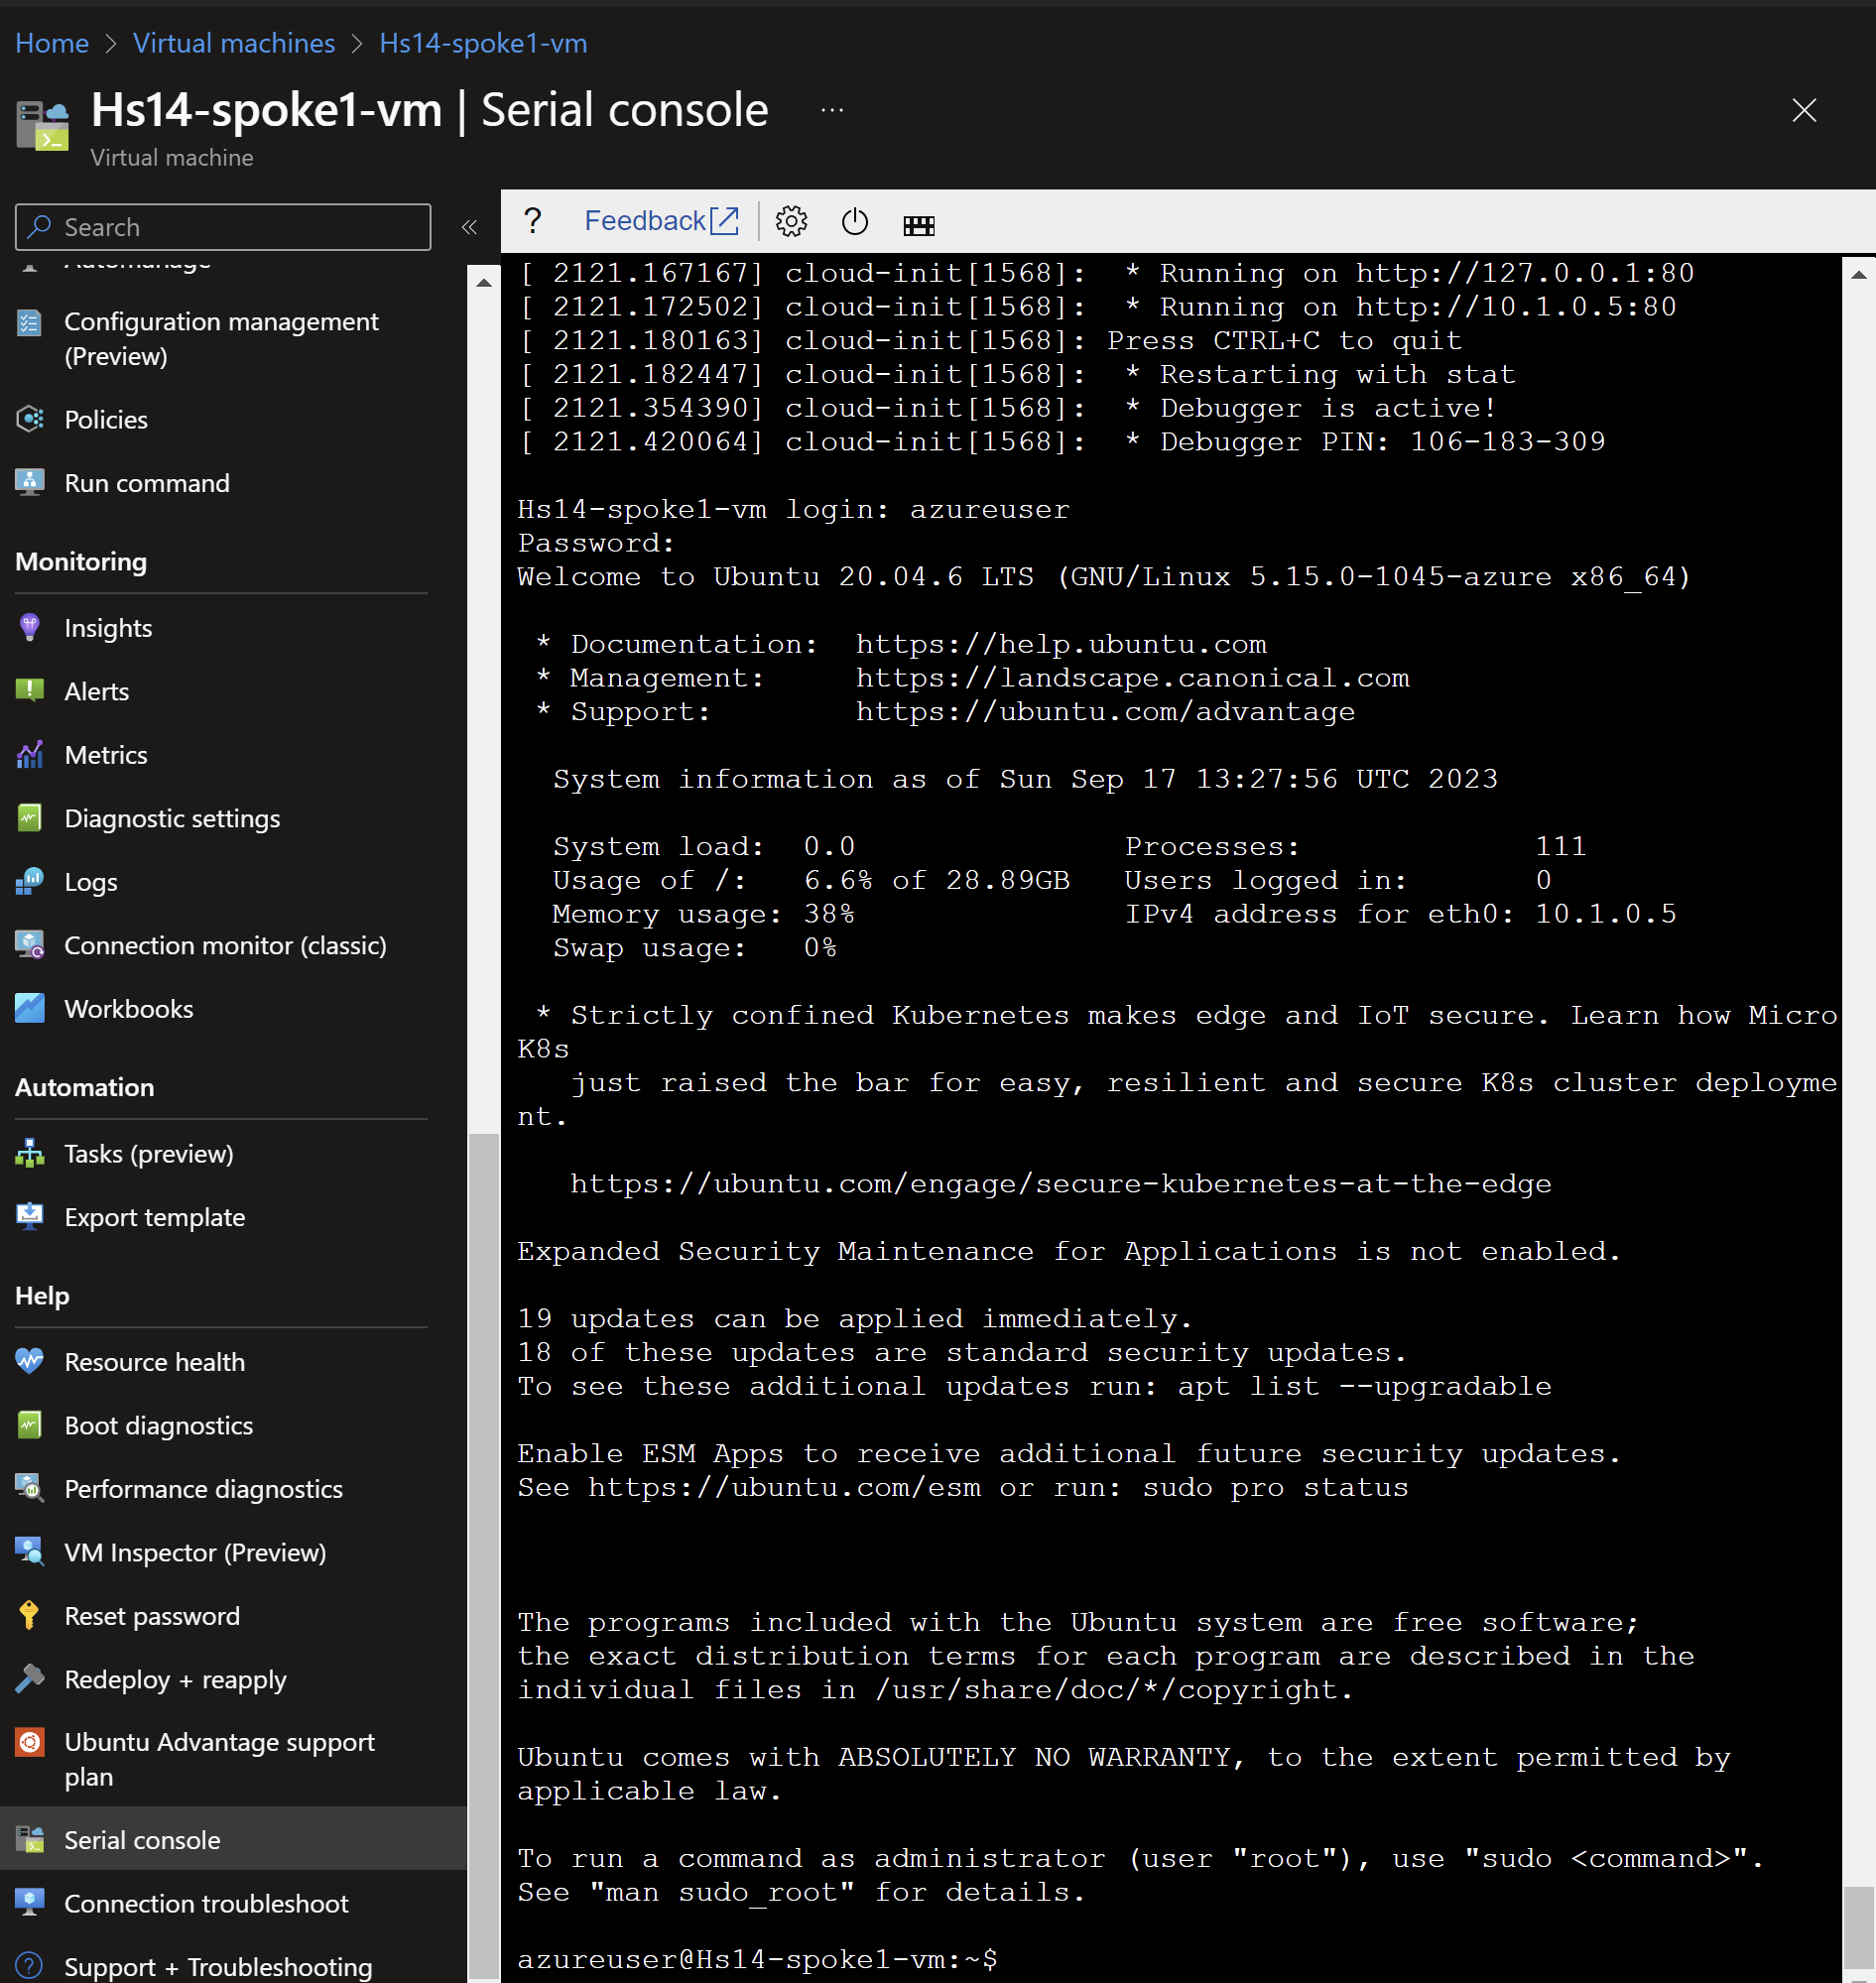 Home > Virtual machines > Hs14-spoke1-vm
Hs14-spoke1-vm | Serial console ...
Virtual machine
Search
«
Automanage
Configuration management
(Preview)
Policies
Run command
Monitoring
Insights
Alerts
Metrics
Diagnostic settings
Logs
Connection monitor (classic)
Workbooks
Automation
Tasks (preview)
Export template
Help
Resource health
Boot diagnostics
Performance diagnostics
VM Inspector (Preview)
Reset password
Redeploy + reapply
Ubuntu Advantage support
plan
Serial console
Connection troubleshoot
Support + Troubleshooting
? Feedback
[ 2121.167167] cloud-init[1568]:  * Running on http://127.0.0.1:80
[ 2121.172502] cloud-init[1568]:  * Running on http://10.1.0.5:80
[ 2121.180163] cloud-init[1568]: Press CTRL+C to quit
[ 2121.182447] cloud-init[1568]:  * Restarting with stat
[ 2121.354390] cloud-init[1568]:  * Debugger is active!
[ 2121.420064] cloud-init[1568]:  * Debugger PIN: 106-183-309
Hs14-spoke1-vm login: azureuser
Password:
Welcome to Ubuntu 20.04.6 LTS (GNU/Linux 5.15.0-1045-azure x86_64)
* Documentation:  https://help.ubuntu.com
* Management:     https://landscape.canonical.com
* Support:        https://ubuntu.com/advantage
System information as of Sun Sep 17 13:27:56 UTC 2023
System load:  0.0               Processes:             111
Usage of /:   6.6% of 28.89GB   Users logged in:       0
Memory usage: 38%               IPv4 address for eth0: 10.1.0.5
Swap usage:   0%
* Strictly confined Kubernetes makes edge and IoT secure. Learn how Micro
K8s
just raised the bar for easy, resilient and secure K8s cluster deployme
nt.
https://ubuntu.com/engage/secure-kubernetes-at-the-edge
Expanded Security Maintenance for Applications is not enabled.
19 updates can be applied immediately.
18 of these updates are standard security updates.
To see these additional updates run: apt list --upgradable
Enable ESM Apps to receive additional future security updates.
See https://ubuntu.com/esm or run: sudo pro status
The programs included with the Ubuntu system are free software;
the exact distribution terms for each program are described in the
individual files in /usr/share/doc/*/copyright.
Ubuntu comes with ABSOLUTELY NO WARRANTY, to the extent permitted by
applicable law.
To run a command as administrator (user "root"), use "sudo <command>".
See "man sudo_root" for details.
azureuser@Hs14-spoke1-vm:~$